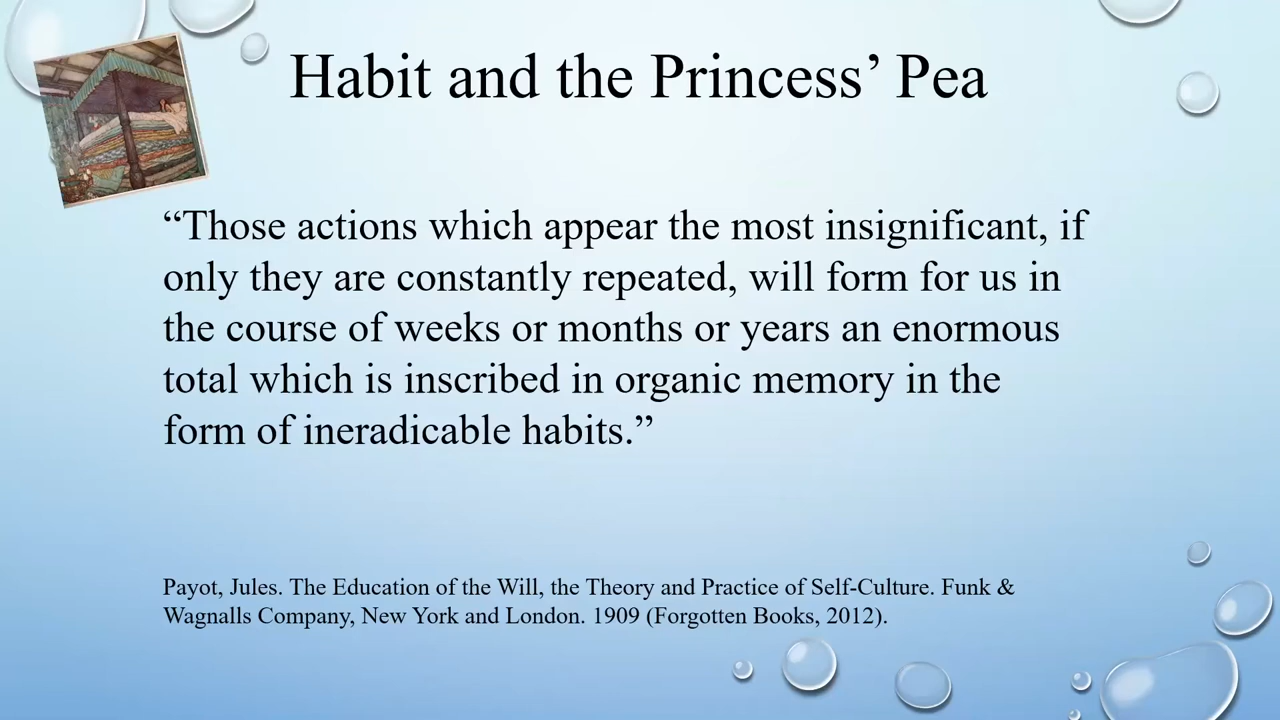 Habit and the Princess’ Pea
“Those actions which appear the most insignificant, if
only they are constantly repeated, will form for us in
the course of weeks or months or years an enormous
total which is inscribed in organic memory in the
form of ineradicable habits.”
Payot, Jules. The Education of the Will, the Theory and Practice of Self-Culture. Funk &
Wagnalls Company, New York and London. 1909 (Forgotten Books, 2012).